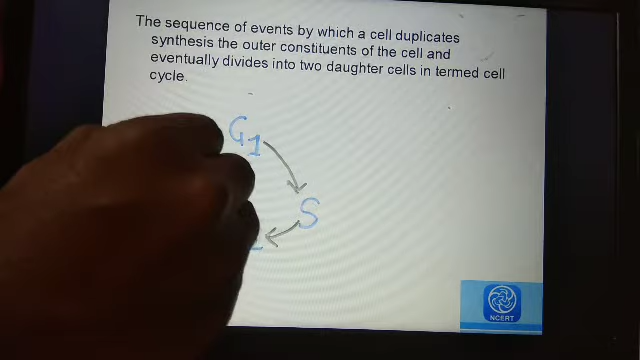 The sequence of events by which a cell duplicates
synthesis the outer constituents of the cell and
eventually divides into two daughter cells in termed cell
cycle.
G1
S
NCERT